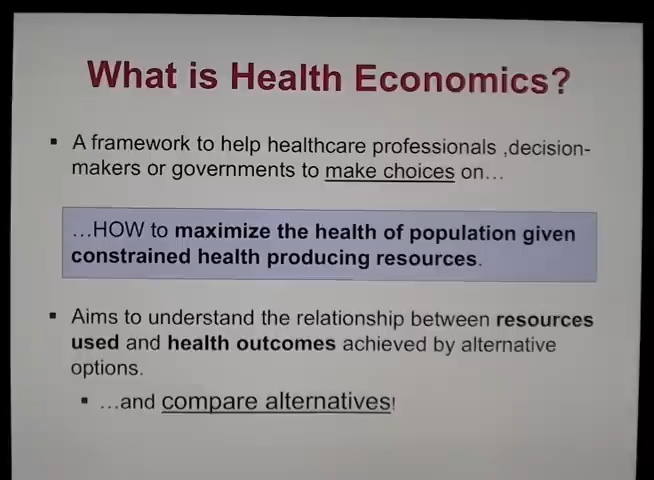 What is Health Economics?
▪ A framework to help healthcare professionals ,decision-
makers or governments to make choices on…
…HOW to maximize the health of population given
constrained health producing resources.
▪ Aims to understand the relationship between resources
used and health outcomes achieved by alternative
options.
▪ …and compare alternatives!